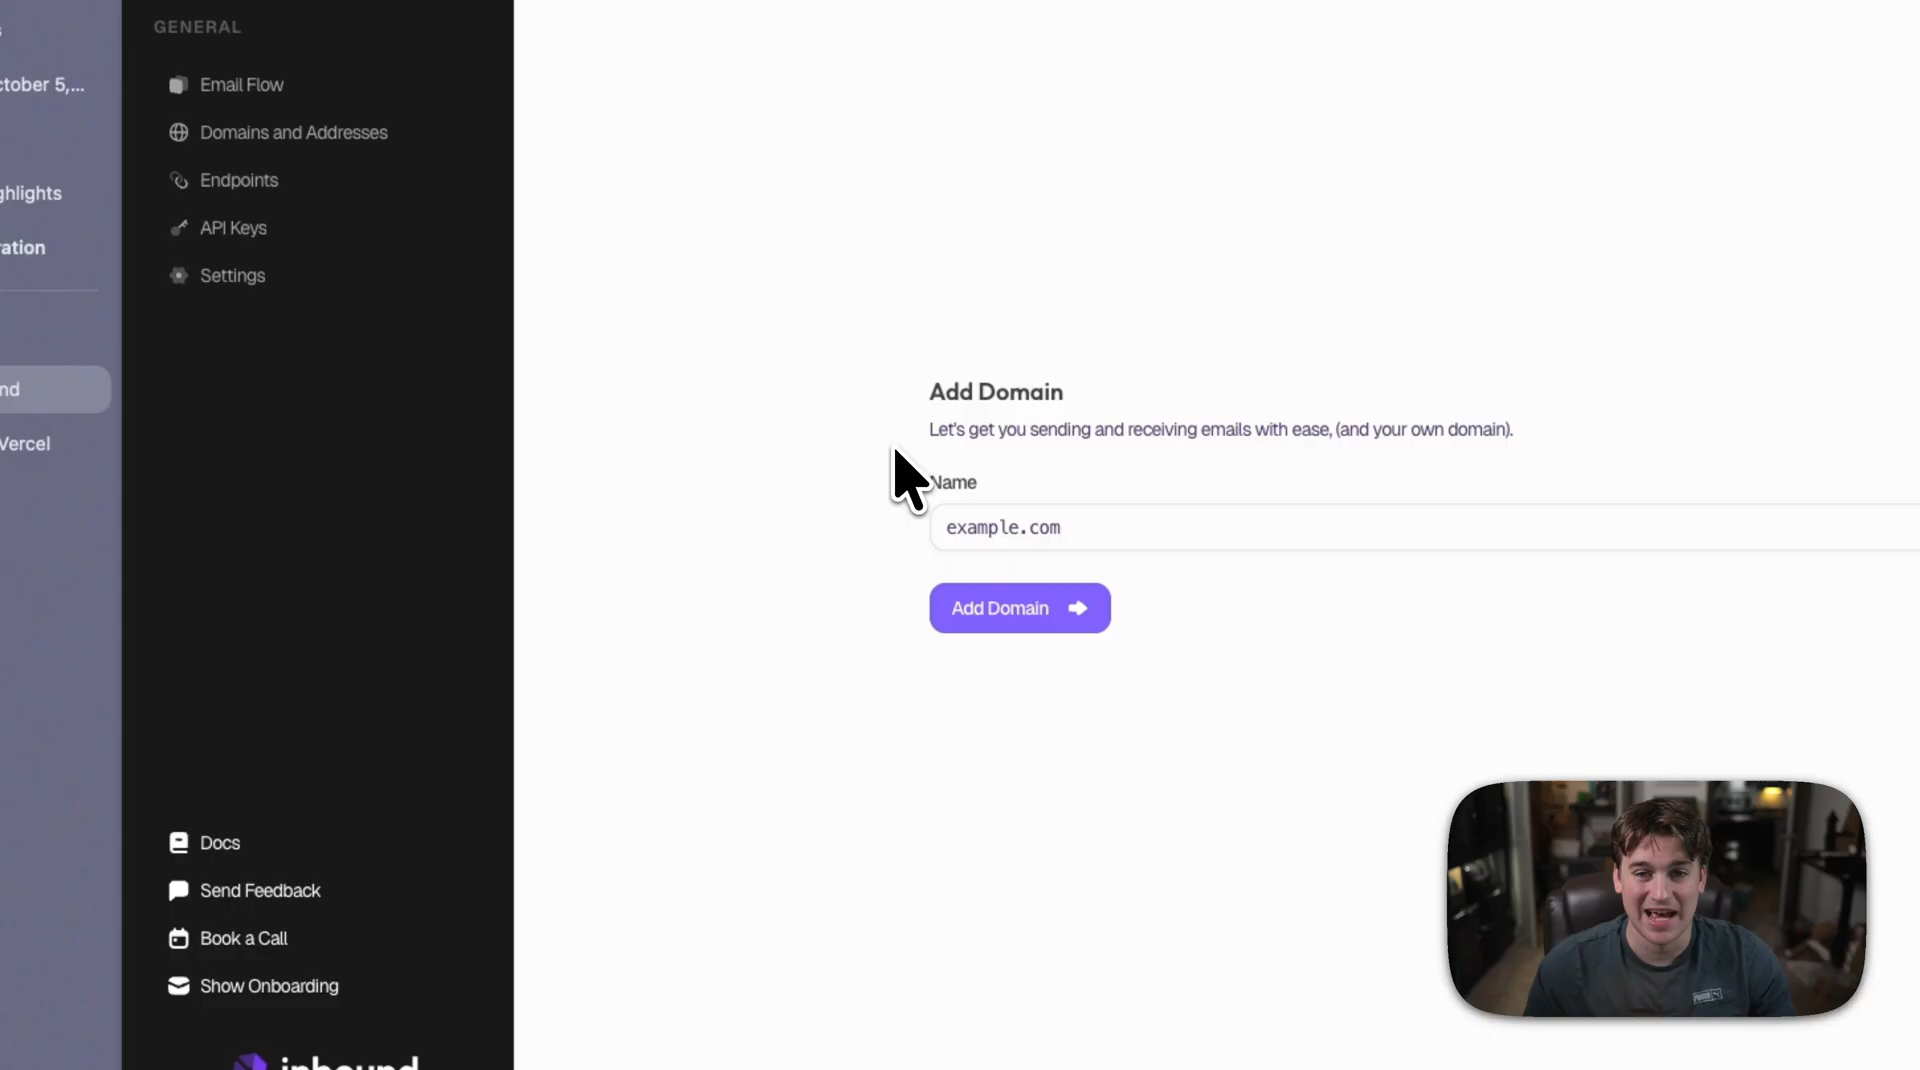 ctober 5,...
ghlights
ration
nd
Vercel
GENERAL
Email Flow
Domains and Addresses
Endpoints
API Keys
Settings
Docs
Send Feedback
Book a Call
Show Onboarding
inbound
Add Domain
Let's get you sending and receiving emails with ease, (and your own domain).
Name
example.com
Add Domain